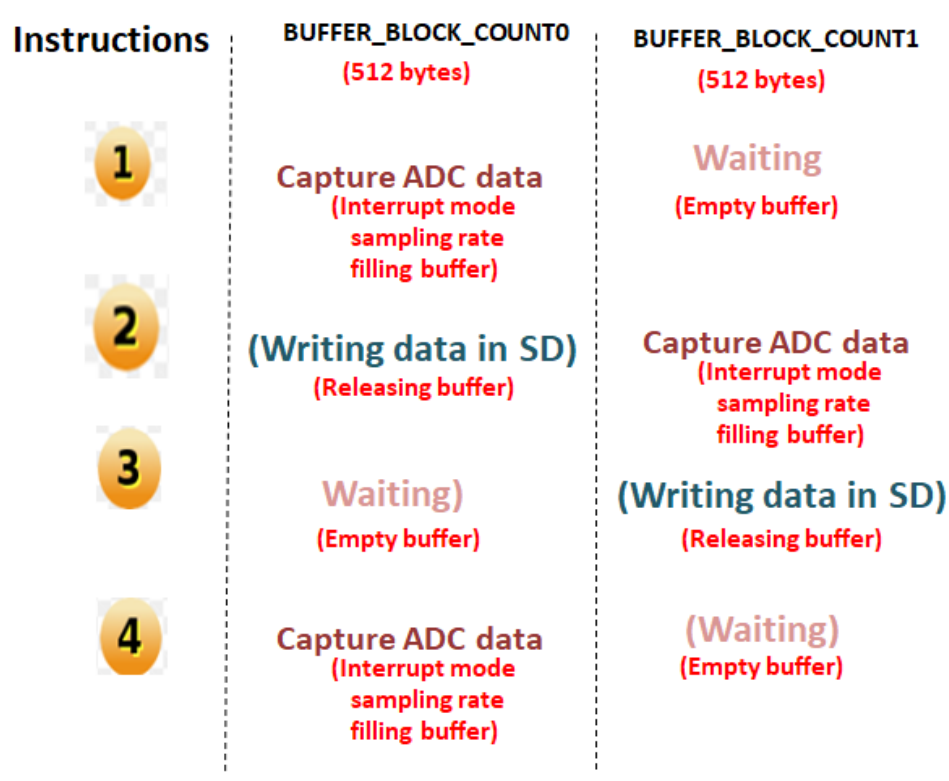 Instructions
BUFFER_BLOCK_COUNT0
(512 bytes)
BUFFER_BLOCK_COUNT1
(512 bytes)
1
Capture ADC data
(Interrupt mode
sampling rate
filling buffer)
Waiting
(Empty buffer)
2
(Writing data in SD)
(Releasing buffer)
Capture ADC data
(Interrupt mode
sampling rate
filling buffer)
3
Waiting)
(Empty buffer)
(Writing data in SD)
(Releasing buffer)
4
Capture ADC data
(Interrupt mode
sampling rate
filling buffer)
(Waiting)
(Empty buffer)